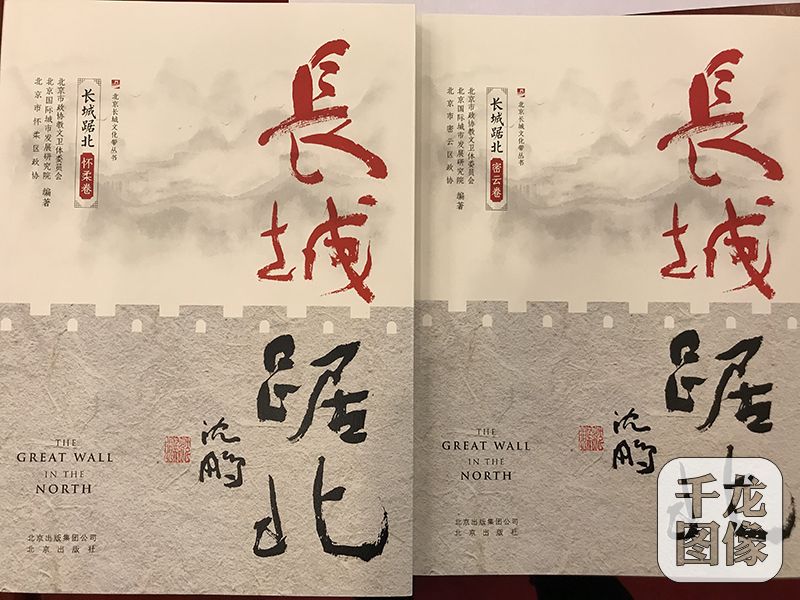 長城
踞北
沈鹏
北京长城文化带丛书
长城踞北
怀柔卷
北京市政协教文卫体委员会
北京国际城市发展研究院 编著
北京市怀柔区政协
THE
GREAT WALL
IN THE
NORTH
北京出版集团公司
北京出版社
長城
踞北
沈鹏
北京长城文化带丛书
长城踞北
密云卷
北京市政协教文卫体委员会
北京国际城市发展研究院 编著
北京市密云区政协
THE
GREAT WALL
IN THE
NORTH
北京出版集团公司
北京出版社
千龙
图像